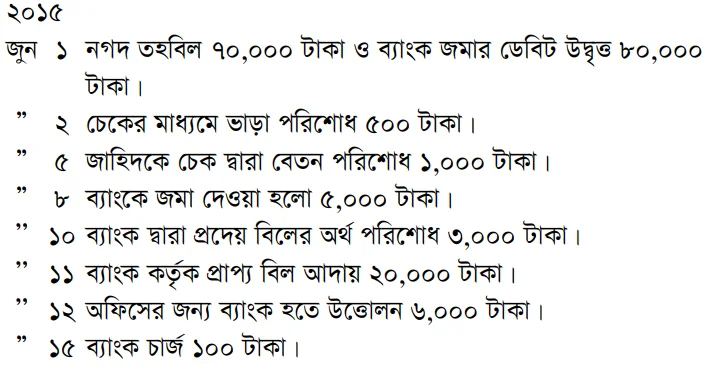 ২০১৫
জুন ১ নগদ তহবিল ৭০,০০০ টাকা ও ব্যাংক জমার ডেবিট উদ্বৃত্ত ৮০,০০০
টাকা।
” ২ চেকের মাধ্যমে ভাড়া পরিশোধ ৫০০ টাকা।
” ৫ জাহিদকে চেক দ্বারা বেতন পরিশোধ ১,০০০ টাকা।
” ৮ ব্যাংকে জমা দেওয়া হলো ৫,০০০ টাকা।
’’ ১০ ব্যাংক দ্বারা প্রদেয় বিলের অর্থ পরিশোধ ৩,০০০ টাকা।
’’ ১১ ব্যাংক কর্তৃক প্রাপ্য বিল আদায় ২০,০০০ টাকা।
’’ ১২ অফিসের জন্য ব্যাংক হতে উত্তোলন ৬,০০০ টাকা।
” ১৫ ব্যাংক চার্জ ১০০ টাকা।